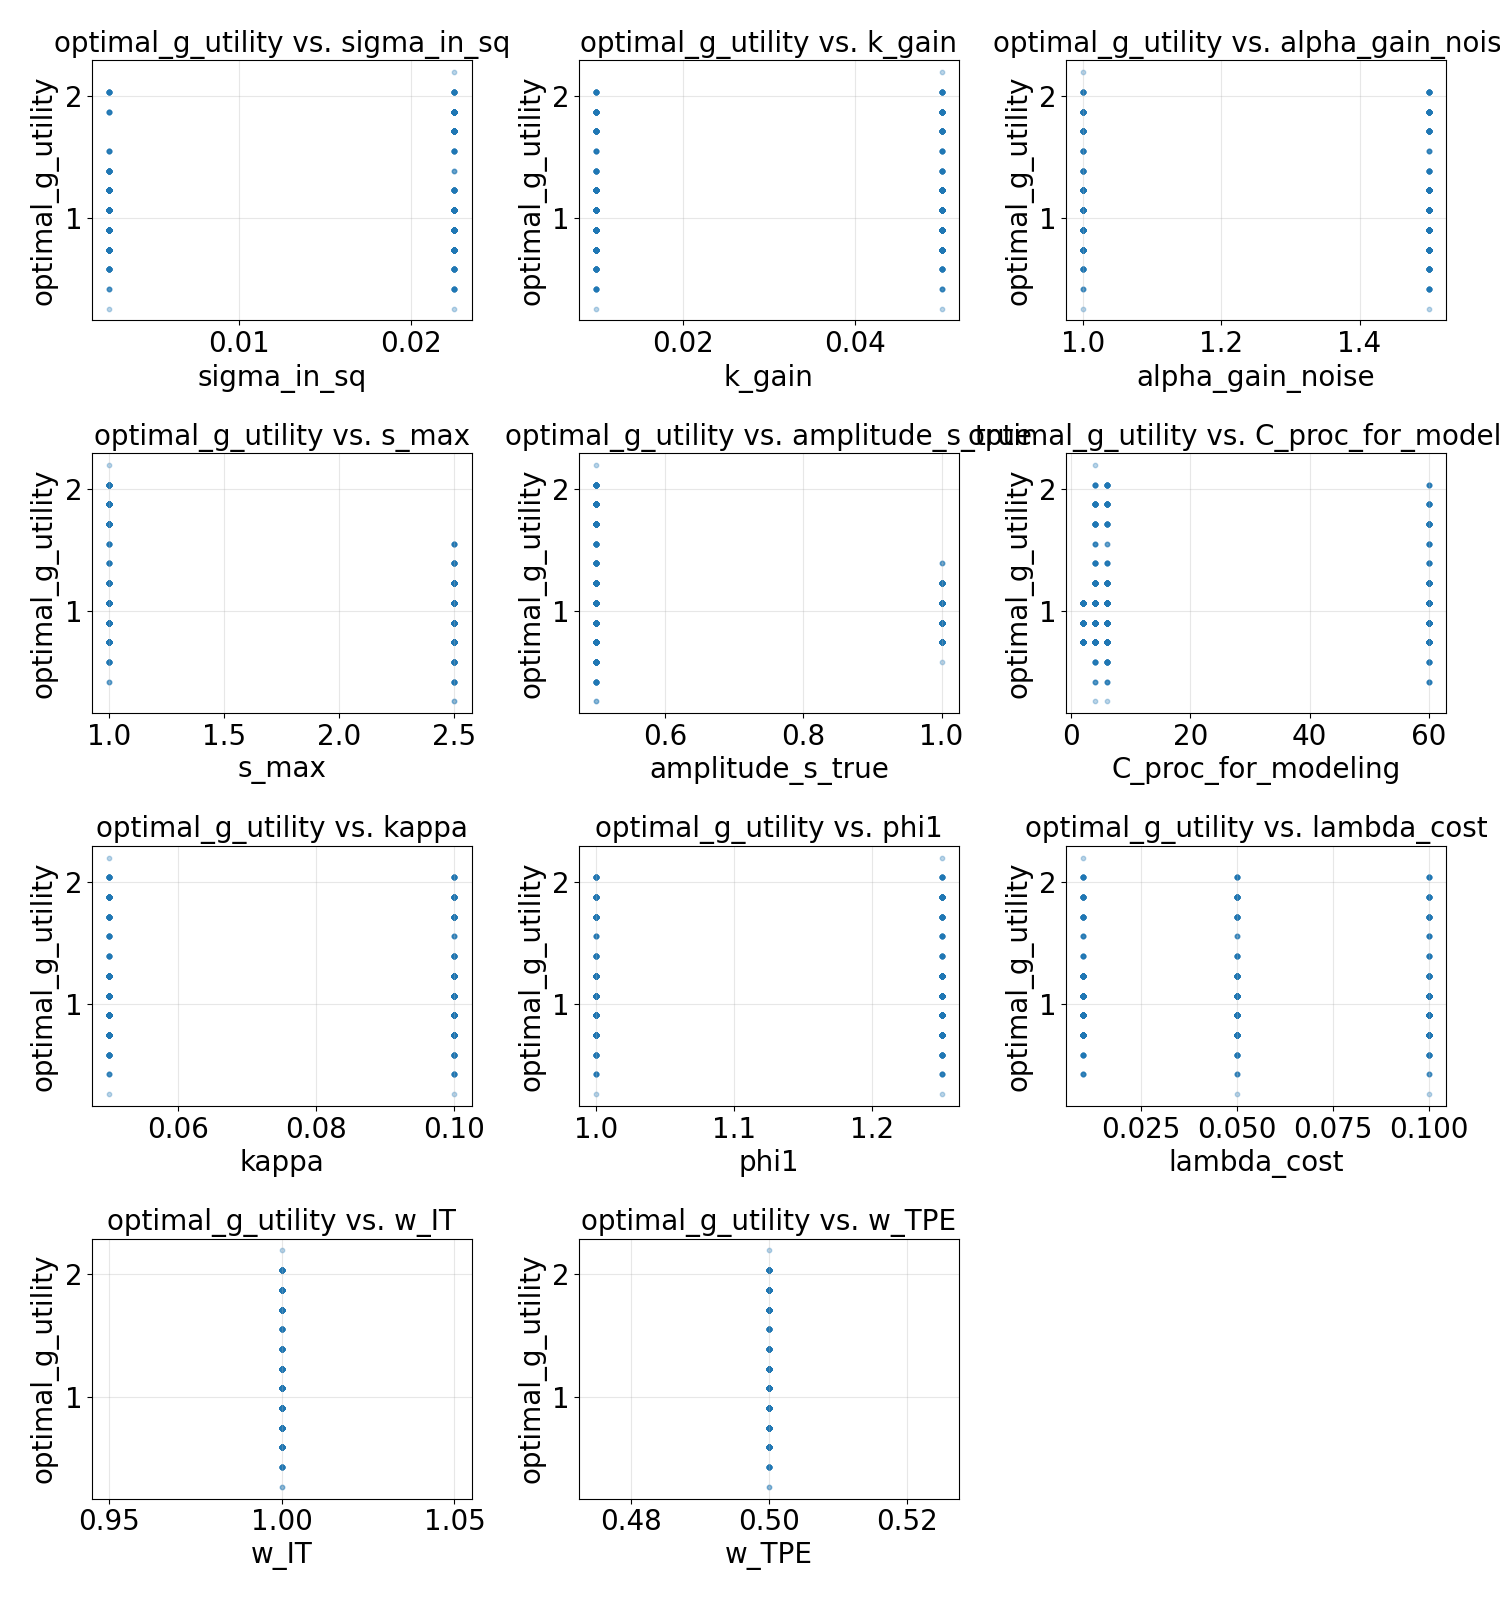 optimal_g_utility vs. sigma_in_sq
optimal_g_utility
2
1
0.01 0.02
sigma_in_sq
optimal_g_utility vs. k_gain
optimal_g_utility
2
1
0.02 0.04
k_gain
optimal_g_utility vs. alpha_gain_nois
optimal_g_utility
2
1
1.0 1.2 1.4
alpha_gain_noise
optimal_g_utility vs. s_max
optimal_g_utility
2
1
1.0 1.5 2.0 2.5
s_max
optimal_g_utility vs. amplitude_s_true
optimal_g_utility
2
1
0.6 0.8 1.0
amplitude_s_true
optimal_g_utility vs. C_proc_for_model
optimal_g_utility
2
1
0 20 40 60
C_proc_for_modeling
optimal_g_utility vs. kappa
optimal_g_utility
2
1
0.06 0.08 0.10
kappa
optimal_g_utility vs. phi1
optimal_g_utility
2
1
1.0 1.1 1.2
phi1
optimal_g_utility vs. lambda_cost
optimal_g_utility
2
1
0.025 0.050 0.075 0.100
lambda_cost
optimal_g_utility vs. w_IT
optimal_g_utility
2
1
0.95 1.00 1.05
w_IT
optimal_g_utility vs. w_TPE
optimal_g_utility
2
1
0.48 0.50 0.52
w_TPE